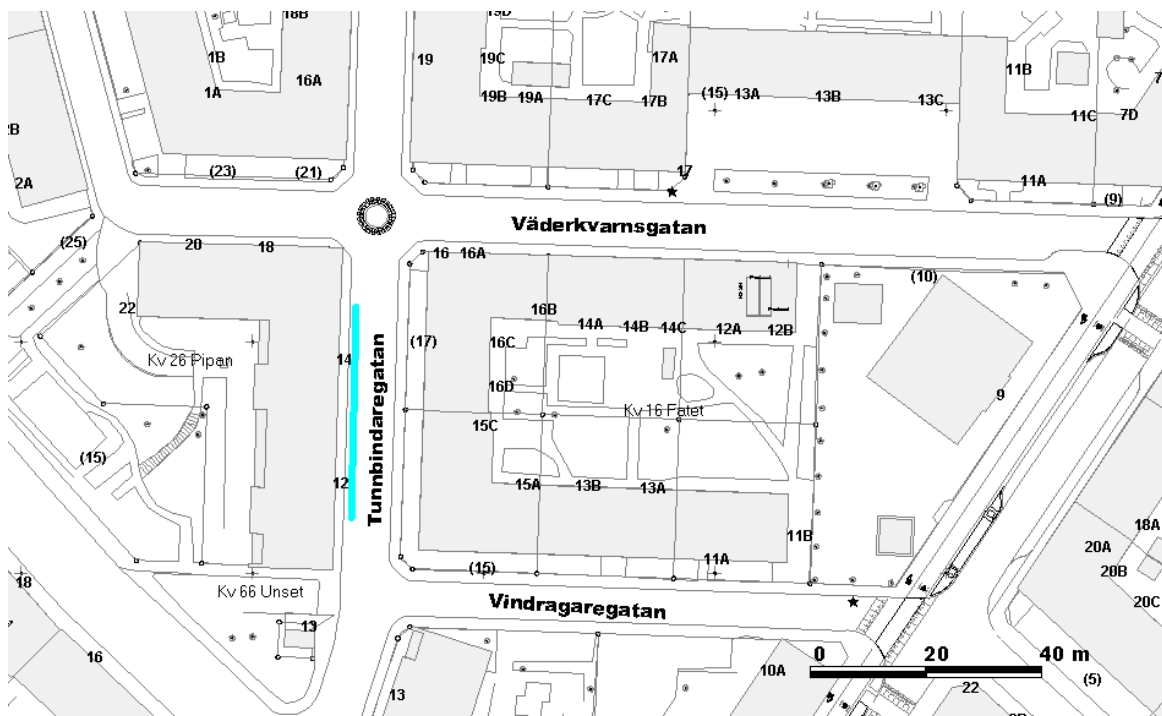 18B
19D
1B
19C
19
17A
11B
16A
1A
19B
19A
17C
17B
(15)
13A
13B
13C
11C
7D
2B
2A
(23)
(21)
17
11A
(9)
Väderkvarnsgatan
(25)
20
18
16
16A
(10)
22
16B
14A
14B
14C
12A
12B
(17)
16C
Kv 26 Pipan
14
16D
Kv 16 Fatet
9
15C
Tunnbindaregatan
(15)
12
15A
13B
13A
18A
11B
20A
11A
20B
(15)
18
Kv 66 Unset
Vindragaregatan
20C
13
0 20 40 m
16
10A
13
22
(5)